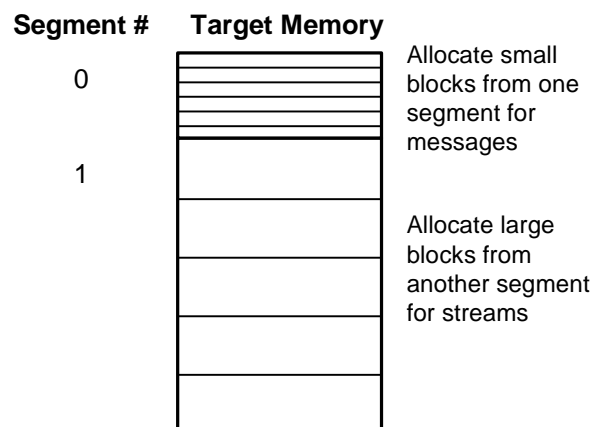 Segment # Target Memory
0
Allocate small
blocks from one
segment for
messages
1
Allocate large
blocks from
another segment
for streams